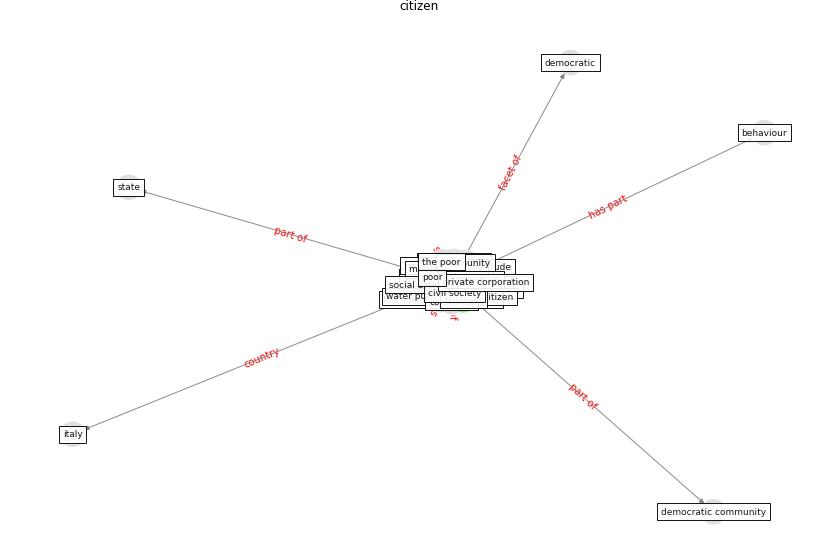 citizen
democratic
behaviour
facet of
state
has part
part of
the poor
unity
ude
m
poor
private corporation
social
water pu
civil society
itizen
country
part of
italy
democratic community